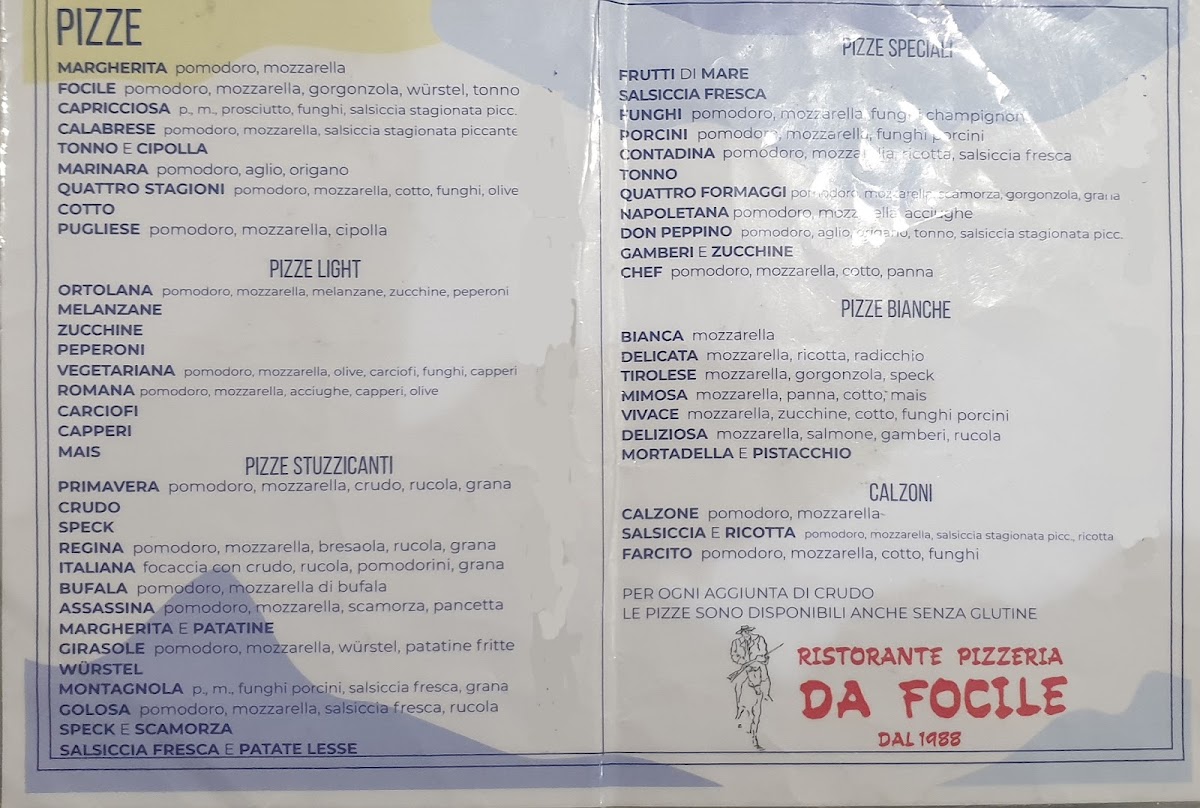 PIZZE
MARGHERITA pomodoro, mozzarella
FOCILE pomodoro, mozzarella, gorgonzola, würstel, tonno
CAPRICCIOSA p., m., prosciutto, funghi, salsiccia stagionata picc.
CALABRESE pomodoro, mozzarella, salsiccia stagionata piccante
TONNO E CIPOLLA
MARINARA pomodoro, aglio, origano
QUATTRO STAGIONI pomodoro, mozzarella, cotto, funghi, olive
COTTO
PUGLIESE pomodoro, mozzarella, cipolla
PIZZE LIGHT
ORTOLANA pomodoro, mozzarella, melanzane, zucchine, peperoni
MELANZANE
ZUCCHINE
PEPERONI
VEGETARIANA pomodoro, mozzarella, olive, carciofi, funghi, capperi
ROMANA pomodoro, mozzarella, acciughe, capperi, olive
CARCIOFI
CAPPERI
MAIS
PIZZE STUZZICANTI
PRIMAVERA pomodoro, mozzarella, crudo, rucola, grana
CRUDO
SPECK
REGINA pomodoro, mozzarella, bresaola, rucola, grana
ITALIANA focaccia con crudo, rucola, pomodorini, grana
BUFALA pomodoro, mozzarella di bufala
ASSASSINA pomodoro, mozzarella, scamorza, pancetta
MARGHERITA E PATATINE
GIRASOLE pomodoro, mozzarella, würstel, patatine fritte
WÜRSTEL
MONTAGNOLA p., m., funghi porcini, salsiccia fresca, grana
GOLOSA pomodoro, mozzarella, salsiccia fresca, rucola
SPECK E SCAMORZA
SALSICCIA FRESCA E PATATE LESSE
PIZZE SPECIALI
FRUTTI DI MARE
SALSICCIA FRESCA
FUNGHI pomodoro, mozzarella, funghi champignon
PORCINI pomodoro, mozzarella, funghi porcini
CONTADINA pomodoro, mozzarella, ricotta, salsiccia fresca
TONNO
QUATTRO FORMAGGI pomodoro, mozzarella, scamorza, gorgonzola, grana
NAPOLETANA pomodoro, mozzarella, acciughe
DON PEPPINO pomodoro, aglio, origano, tonno, salsiccia stagionata picc.
GAMBERI E ZUCCHINE
CHEF pomodoro, mozzarella, cotto, panna
PIZZE BIANCHE
BIANCA mozzarella
DELICATA mozzarella, ricotta, radicchio
TIROLESE mozzarella, gorgonzola, speck
MIMOSA mozzarella, panna, cotto, mais
VIVACE mozzarella, zucchine, cotto, funghi porcini
DELIZIOSA mozzarella, salmone, gamberi, rucola
MORTADELLA E PISTACCHIO
CALZONI
CALZONE pomodoro, mozzarella
SALSICCIA E RICOTTA pomodoro, mozzarella, salsiccia stagionata picc., ricotta
FARCITO pomodoro, mozzarella, cotto, funghi
PER OGNI AGGIUNTA DI CRUDO
LE PIZZE SONO DISPONIBILI ANCHE SENZA GLUTINE
RISTORANTE PIZZERIA
DA FOCILE
DAL 1988